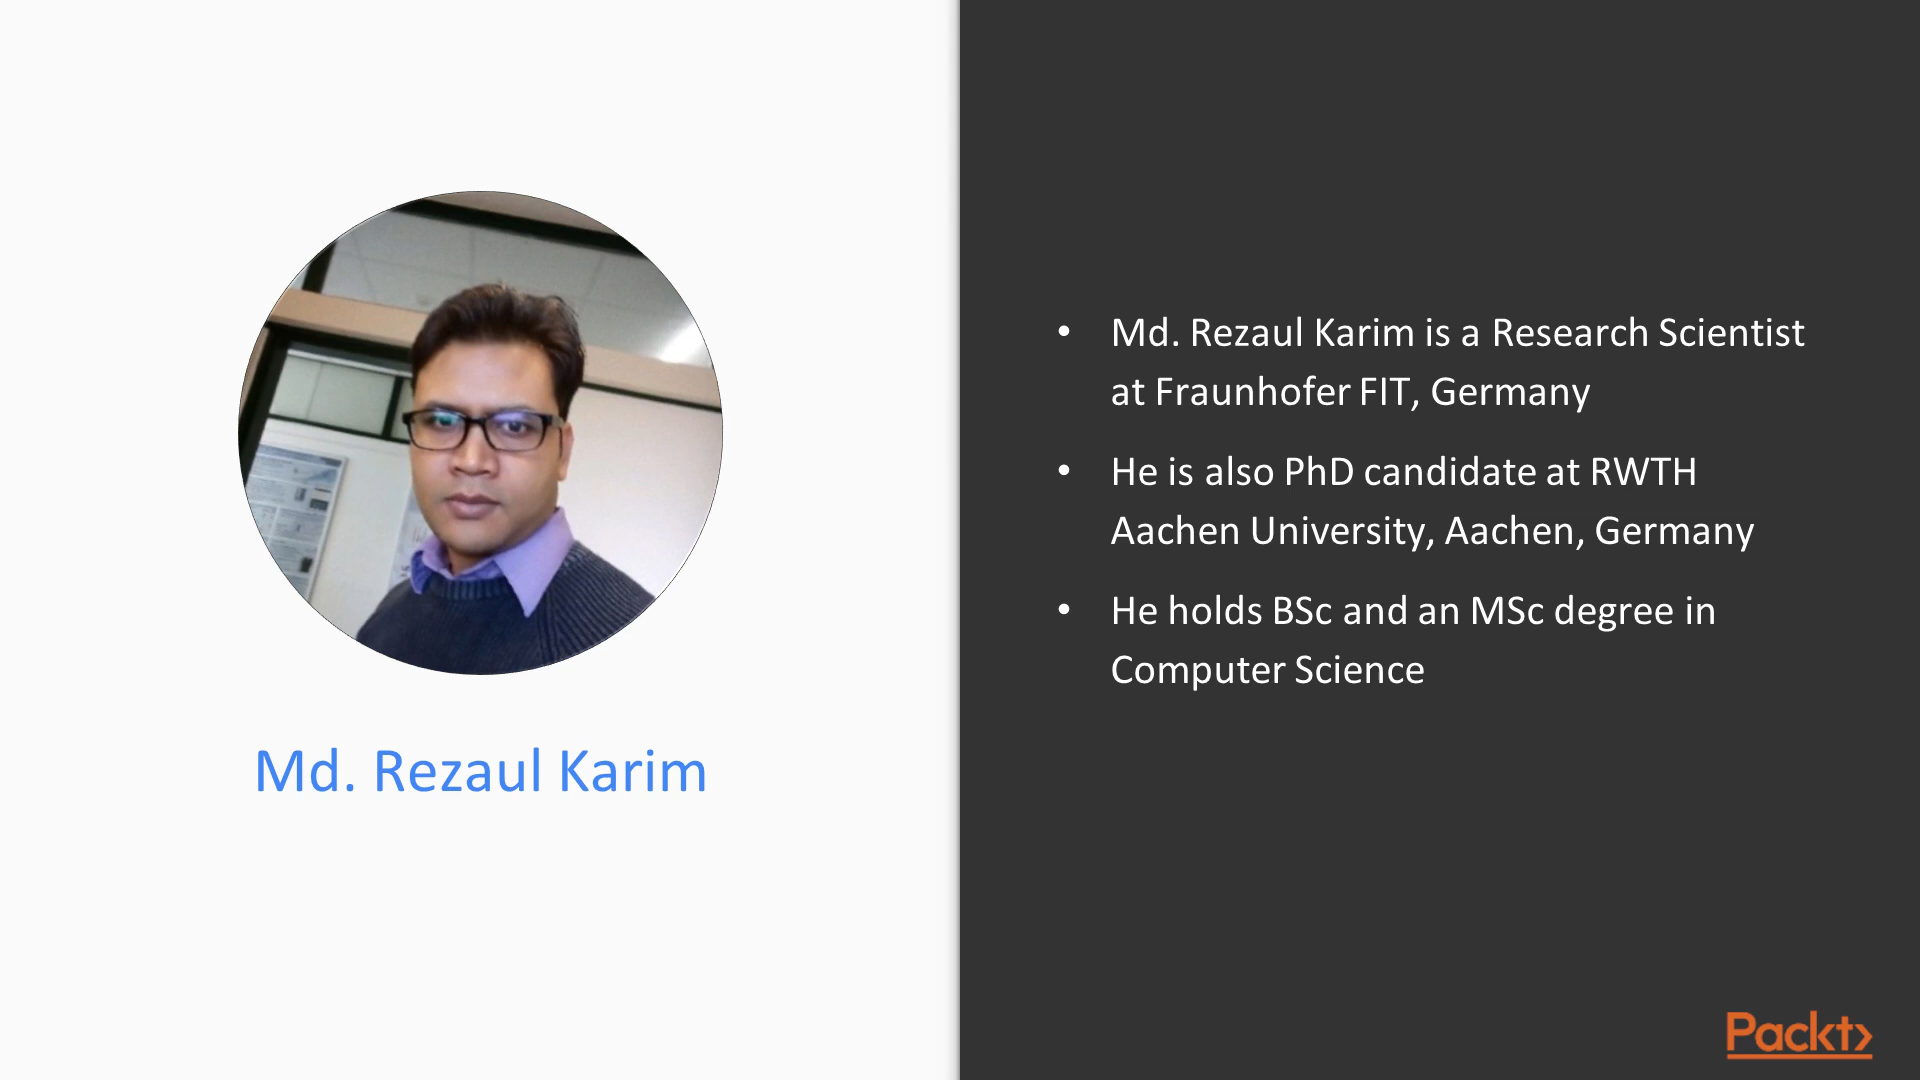 Md. Rezaul Karim
• Md. Rezaul Karim is a Research Scientist
at Fraunhofer FIT, Germany
• He is also PhD candidate at RWTH
Aachen University, Aachen, Germany
• He holds BSc and an MSc degree in
Computer Science
Packt>